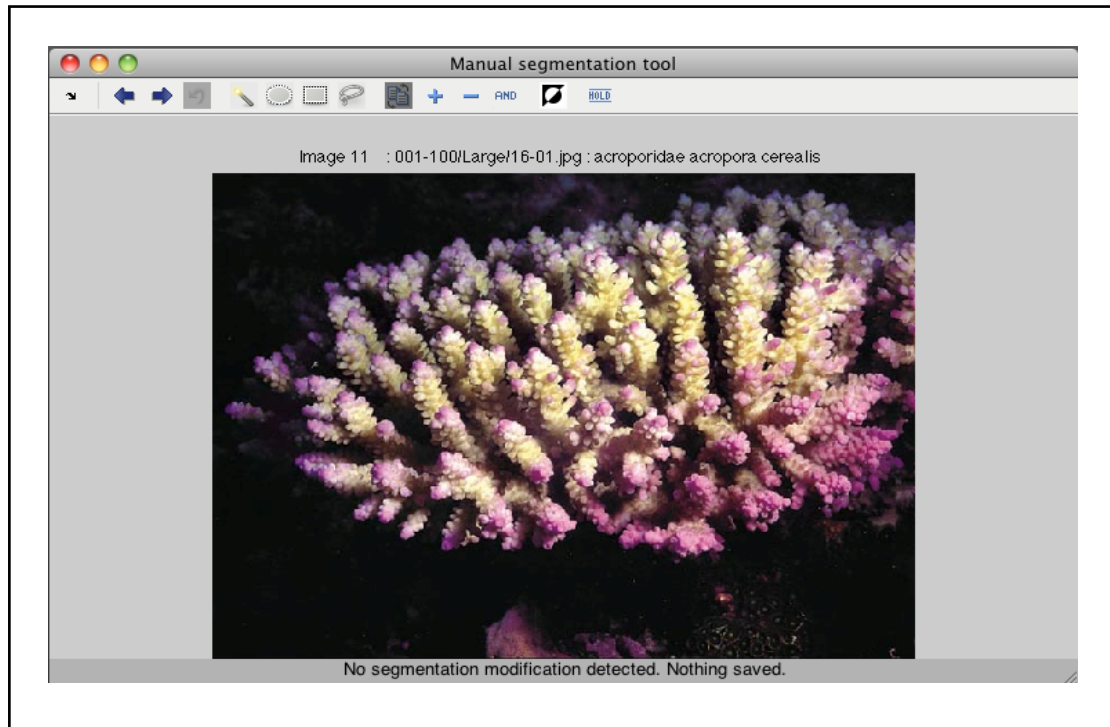 Manual segmentation tool
AND HOLD
Image 11 : 001-100/Large/16-01.jpg : acroporidae acropora cerealis
No segmentation modification detected. Nothing saved.